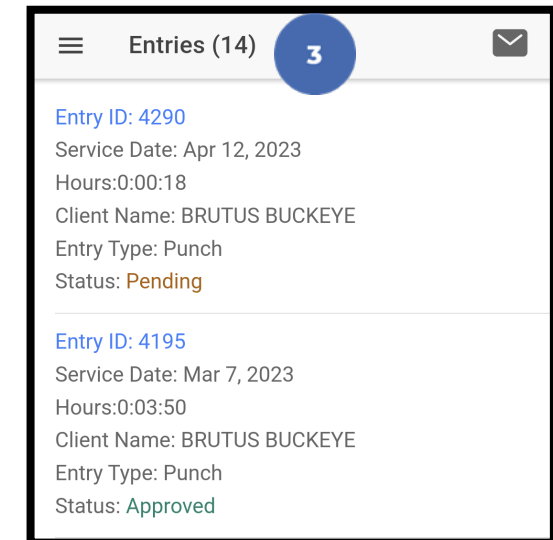 Entries (14)
3
Entry ID: 4290
Service Date: Apr 12, 2023
Hours:0:00:18
Client Name: BRUTUS BUCKEYE
Entry Type: Punch
Status: Pending
Entry ID: 4195
Service Date: Mar 7, 2023
Hours:0:03:50
Client Name: BRUTUS BUCKEYE
Entry Type: Punch
Status: Approved